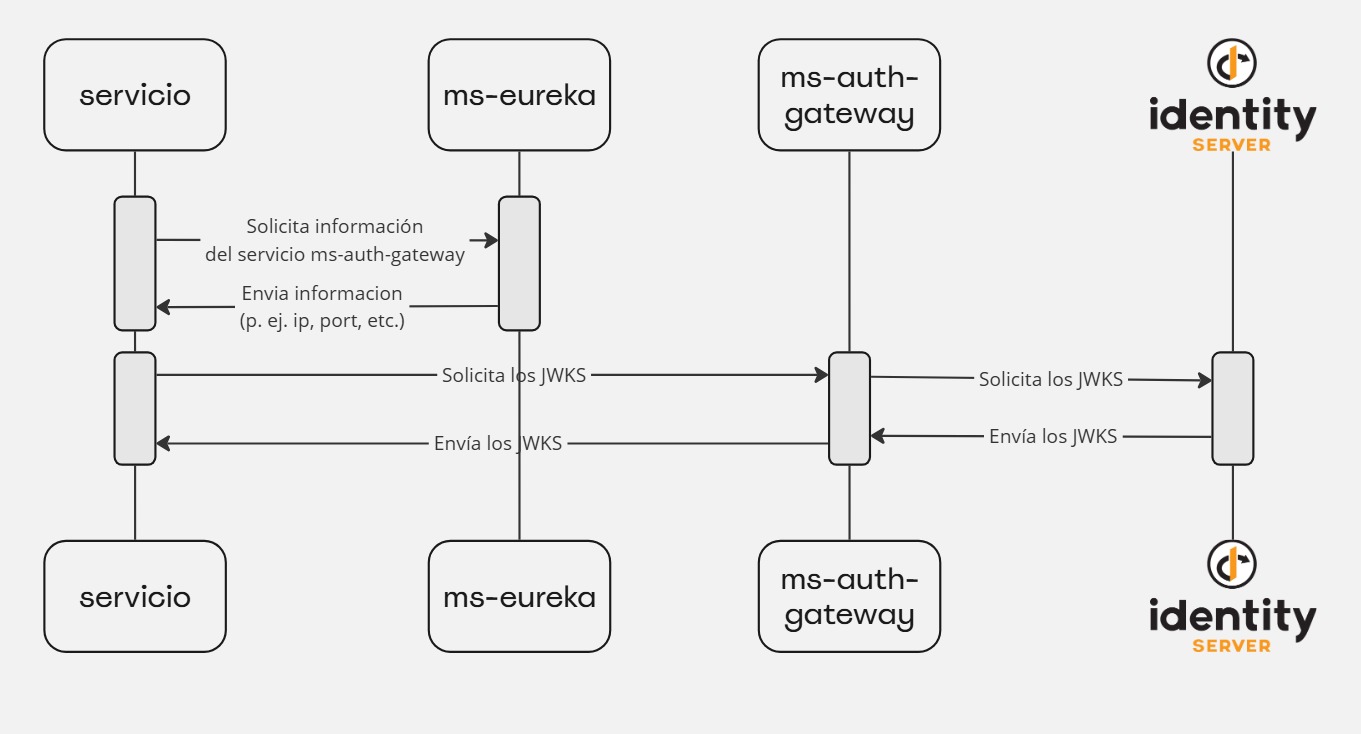 servicio
ms-eureka
ms-auth-
gateway
identity
SERVER
Solicita información
del servicio ms-auth-gateway
Envia informacion
(p. ej. ip, port, etc.)
Solicita los JWKS
Solicita los JWKS
Envía los JWKS
Envía los JWKS
servicio
ms-eureka
ms-auth-
gateway
identity
SERVER